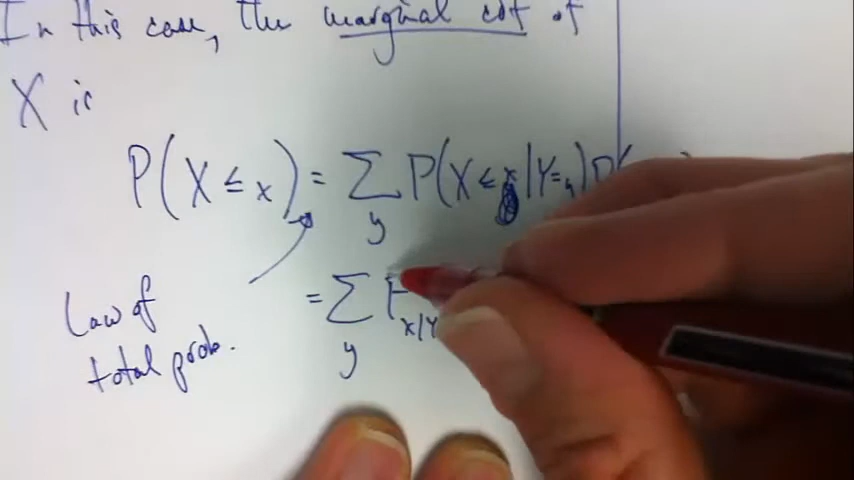 In this case, the marginal cdf of
X is
P(X ≤ x) = ∑ P(X ≤ x | Y = y) P(
y
Law of
total prob.
= ∑ F
X|Y
y